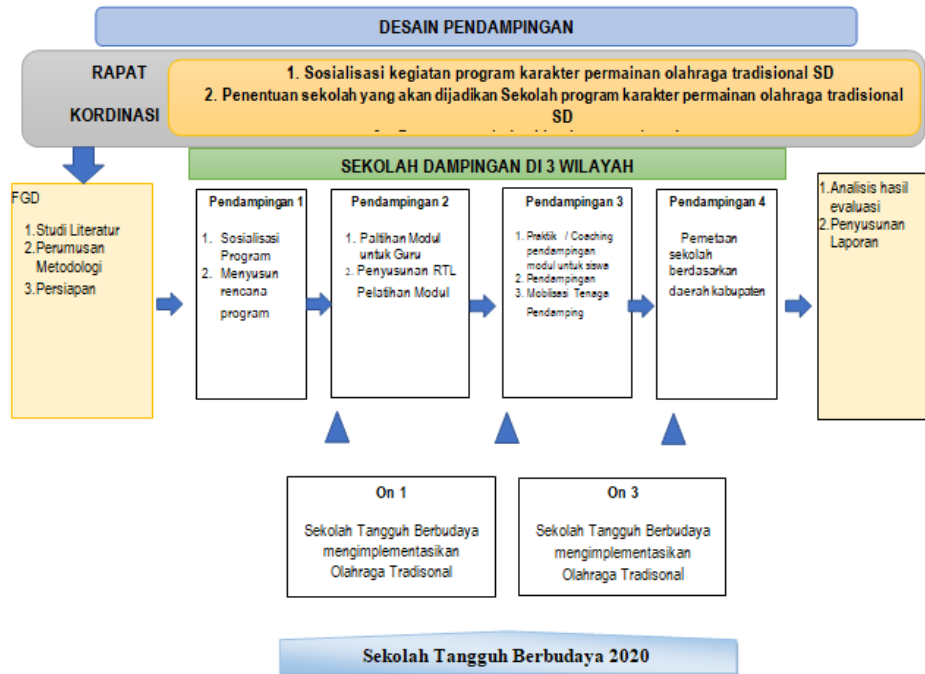 DESAIN PENDAMPINGAN
RAPAT
KORDINASI
1. Sosialisasi kegiatan program karakter permainan olahraga tradisional SD
2. Penentuan sekolah yang akan dijadikan Sekolah program karakter permainan olahraga tradisional
SD
SEKOLAH DAMPINGAN DI 3 WILAYAH
FGD
1.Studi Literatur
2.Perumusan
Metodologi
3.Persiapan
Pendampingan 1
1. Sosialisasi
Program
2. Menyusun
rencana
program
Pendampingan 2
1. Paltihan Modul
untuk Guru
2. Penyusunan RTL
Pelatihan Modul
Pendampingan 3
1. Praktik / Coaching
pendampingan
modul untuk siswa
2. Pendampingan
3. Mobilsasi Tenaga
Pendamping
Pendampingan 4
Pemetaan
sekolah
berdasarkan
daerah kabupaten
1.Analisis hasil
evaluasi
2.Penyusunan
Laporan
On 1
Sekolah Tangguh Berbudaya
mengimplementasikan
Olahraga Tradisonal
On 3
Sekolah Tangguh Berbudaya
mengimplementasikan
Olahraga Tradisonal
Sekolah Tangguh Berbudaya 2020